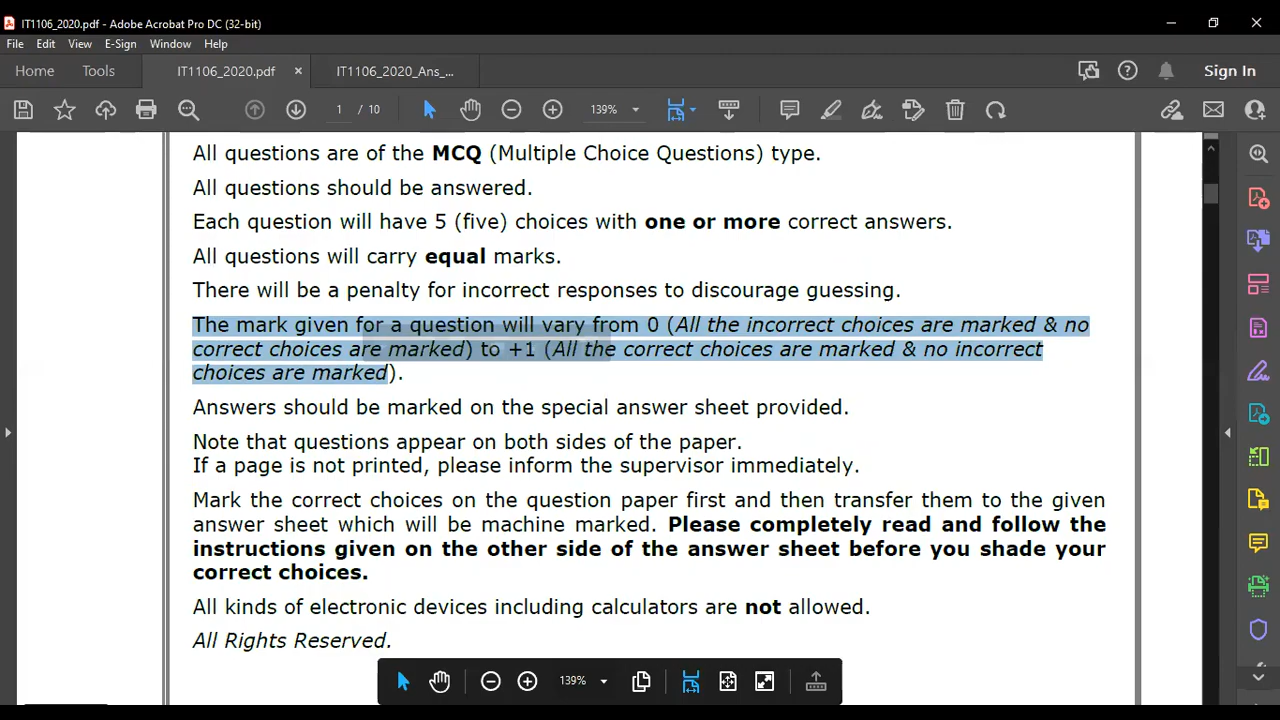 IT1106_2020.pdf - Adobe Acrobat Pro DC (32-bit)
File Edit View E-Sign Window Help
Home Tools IT1106_2020.pdf × IT1106_2020_Ans_... Sign In
1 / 10 139%
All questions are of the MCQ (Multiple Choice Questions) type.
All questions should be answered.
Each question will have 5 (five) choices with one or more correct answers.
All questions will carry equal marks.
There will be a penalty for incorrect responses to discourage guessing.
The mark given for a question will vary from 0 (All the incorrect choices are marked & no
correct choices are marked) to +1 (All the correct choices are marked & no incorrect
choices are marked).
Answers should be marked on the special answer sheet provided.
Note that questions appear on both sides of the paper.
If a page is not printed, please inform the supervisor immediately.
Mark the correct choices on the question paper first and then transfer them to the given
answer sheet which will be machine marked. Please completely read and follow the
instructions given on the other side of the answer sheet before you shade your
correct choices.
All kinds of electronic devices including calculators are not allowed.
All Rights Reserved.
139%